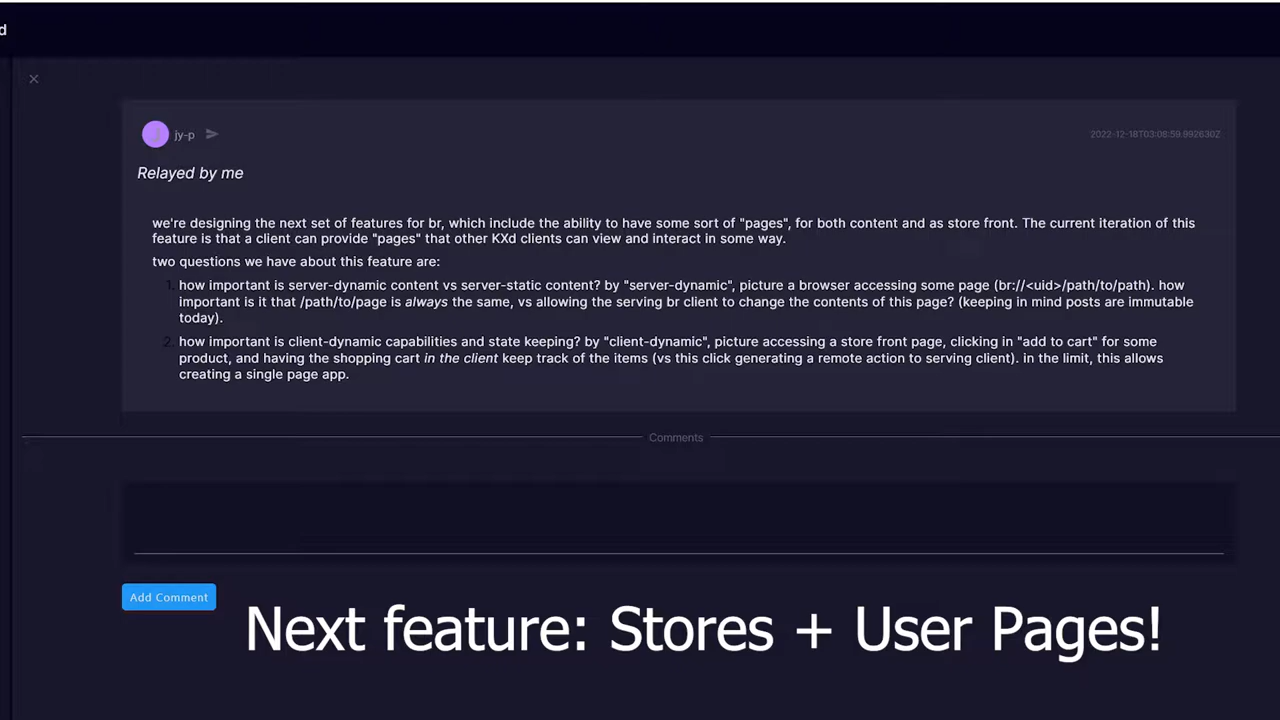 d
jy-p
2022-12-18T03:06:59.992630Z
Relayed by me
we're designing the next set of features for br, which include the ability to have some sort of "pages", for both content and as store front. The current iteration of this
feature is that a client can provide "pages" that other KXd clients can view and interact in some way.
two questions we have about this feature are:
1. how important is server-dynamic content vs server-static content? by "server-dynamic", picture a browser accessing some page (br://<uid>/path/to/path). how
important is it that /path/to/page is always the same, vs allowing the serving br client to change the contents of this page? (keeping in mind posts are immutable
today).
2. how important is client-dynamic capabilities and state keeping? by "client-dynamic", picture accessing a store front page, clicking in "add to cart" for some
product, and having the shopping cart in the client keep track of the items (vs this click generating a remote action to serving client). in the limit, this allows
creating a single page app.
Comments
Add Comment
Next feature: Stores + User Pages!